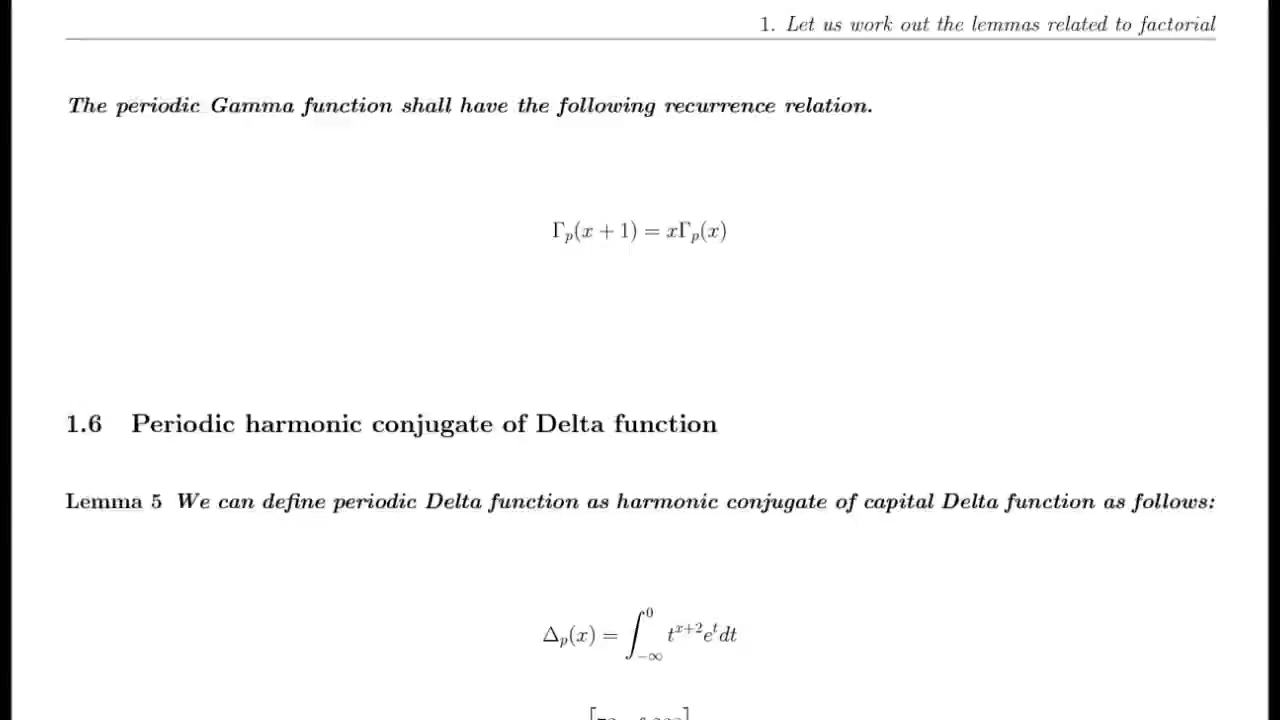 1. Let us work out the lemmas related to factorial
The periodic Gamma function shall have the following recurrence relation.
Γₚ(x + 1) = xΓₚ(x)
1.6 Periodic harmonic conjugate of Delta function
Lemma 5 We can define periodic Delta function as harmonic conjugate of capital Delta function as follows:
Δₚ(x) = ∫_{-∞}^{0} t^{x+2}e^{t}dt